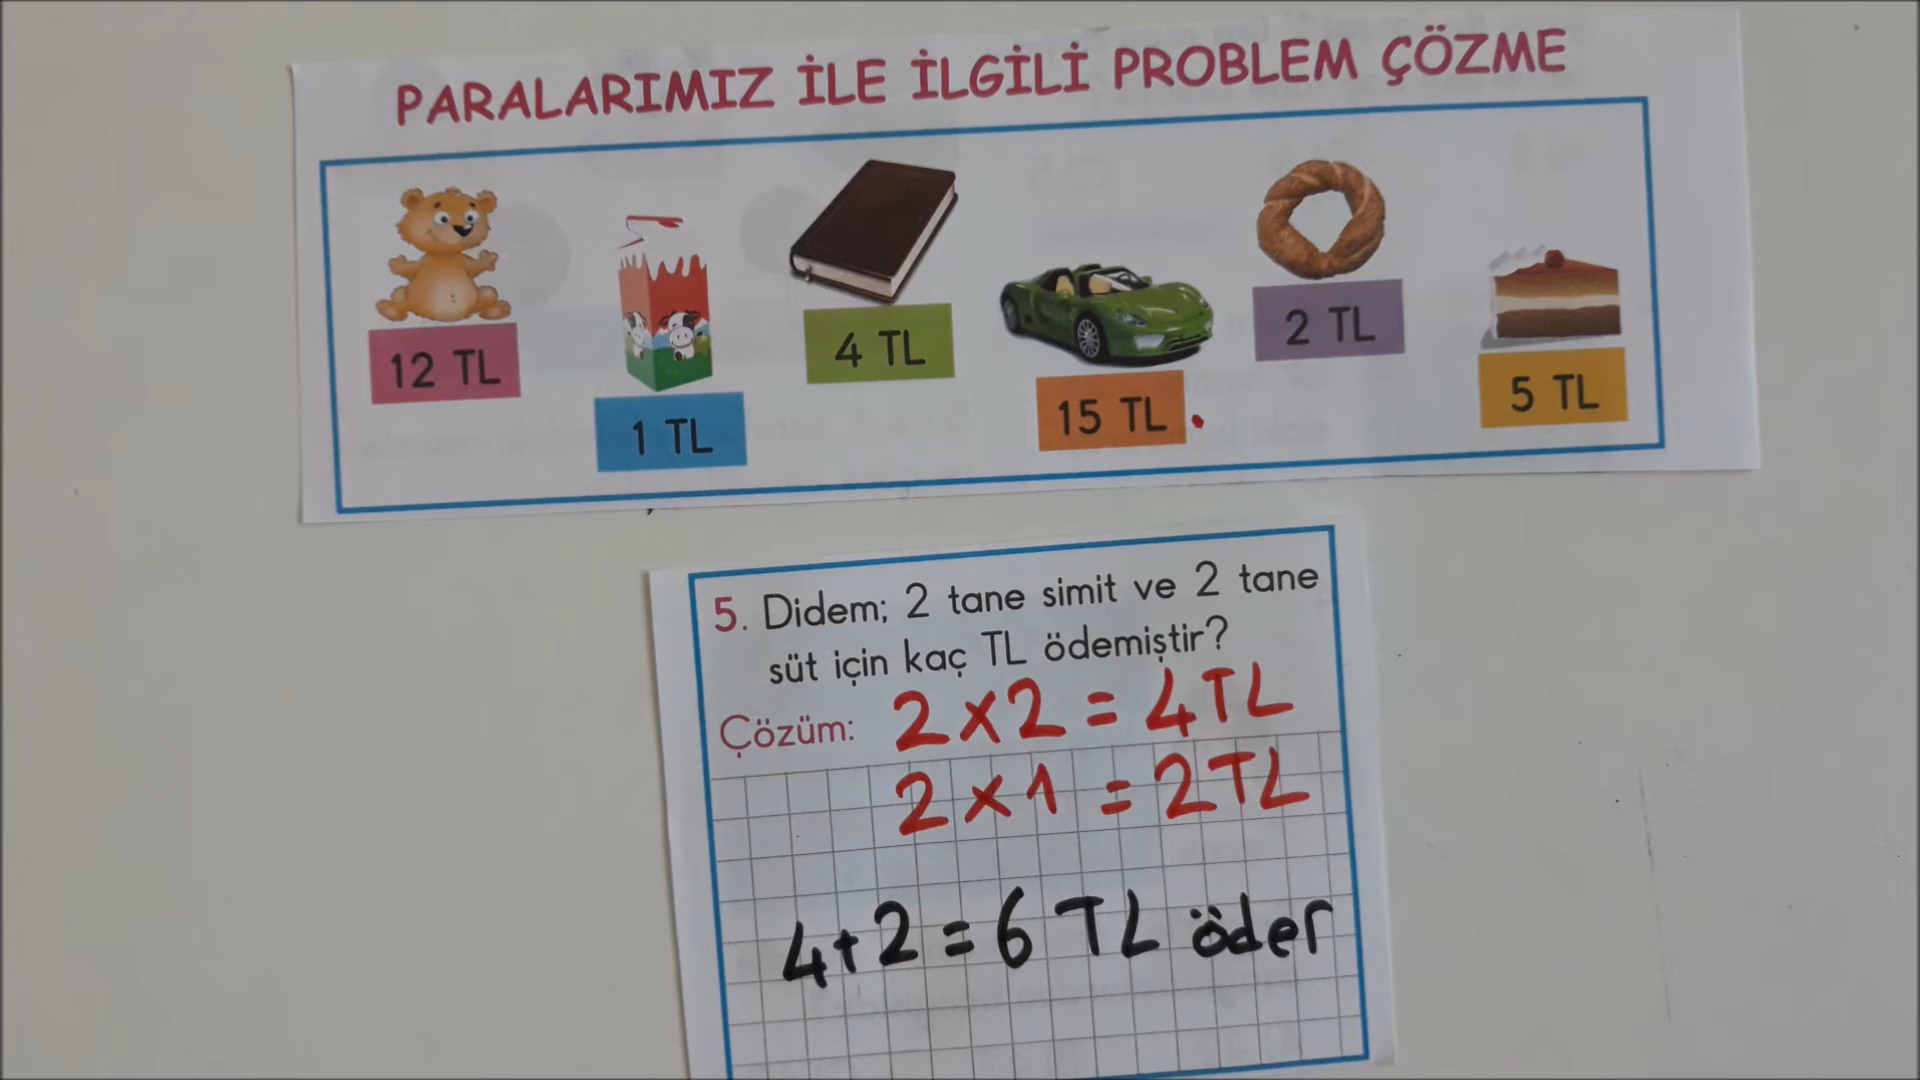 PARALARIMIZ İLE İLGİLİ PROBLEM ÇÖZME
12 TL
1 TL
4 TL
15 TL
2 TL
5 TL
5. Didem; 2 tane simit ve 2 tane
süt için kaç TL ödemiştir?
Çözüm: 2x2 = 4TL
2x1 = 2TL
4+2=6 TL öder